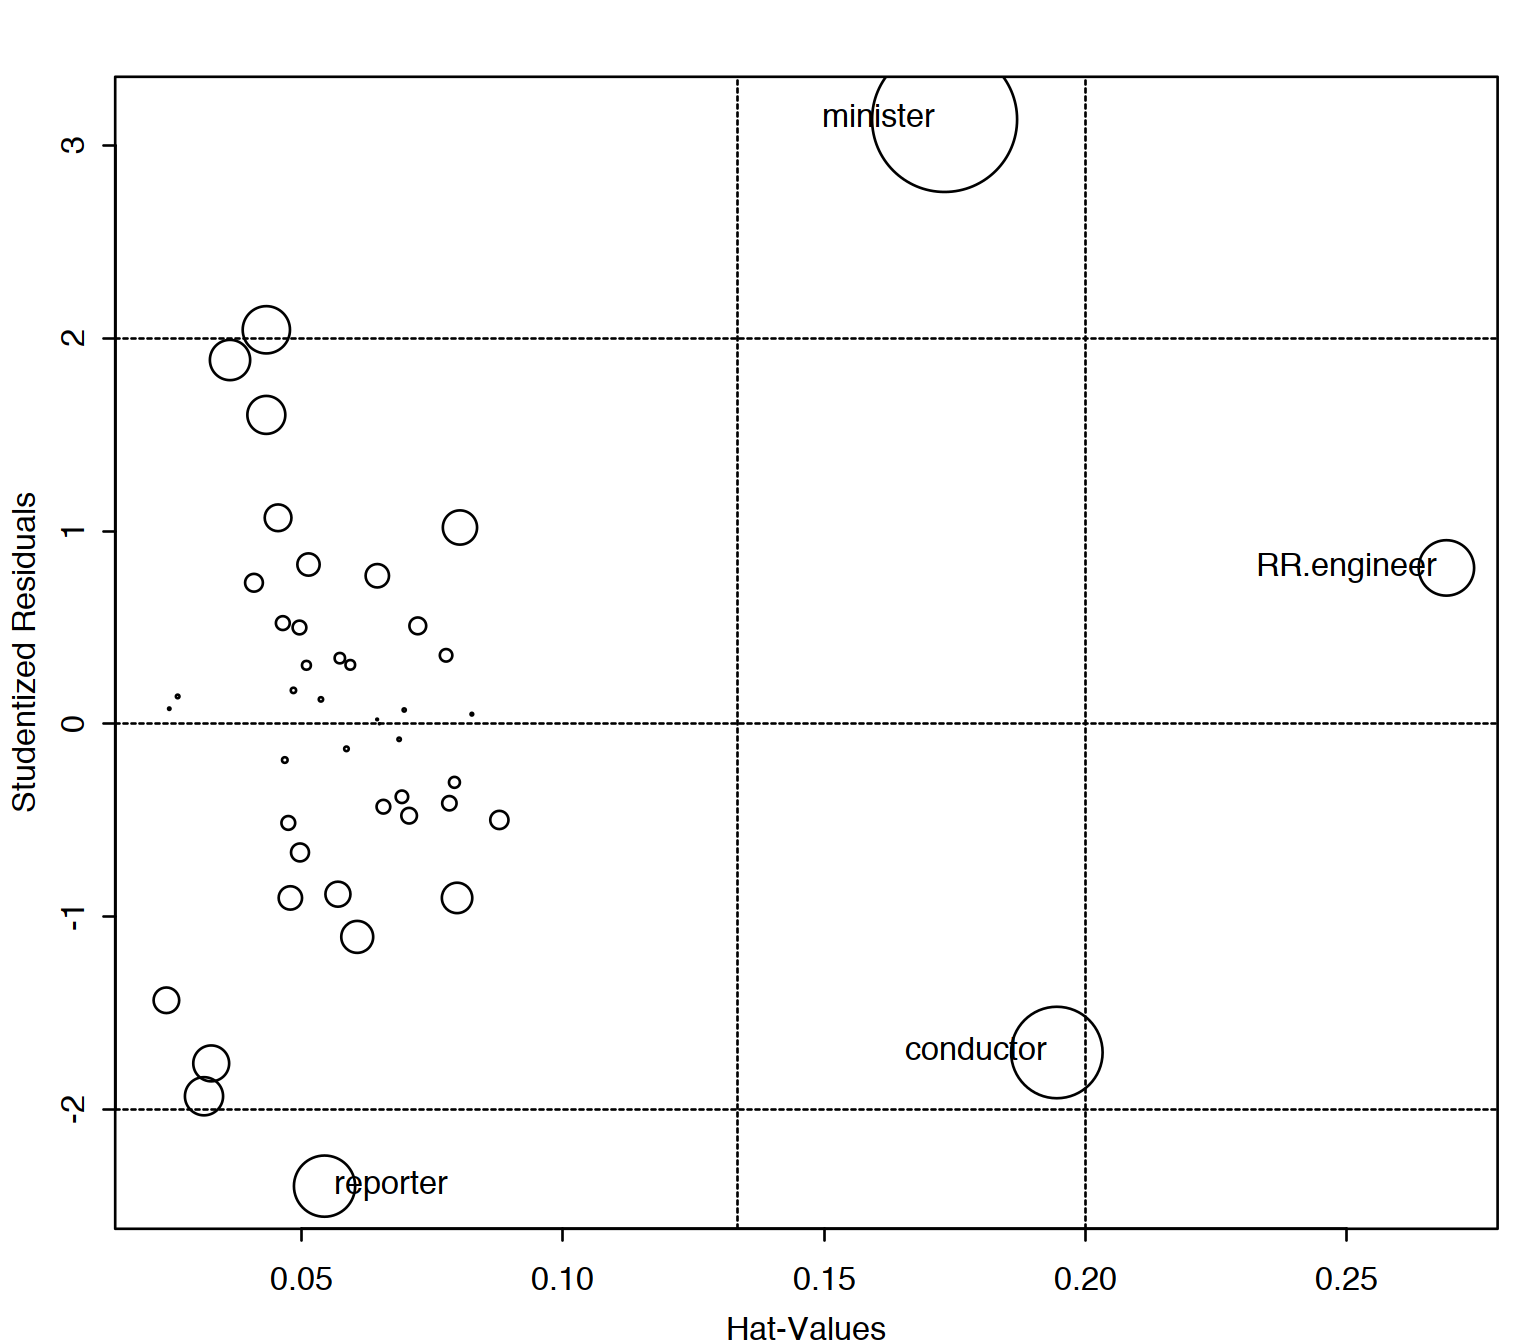 minister
3
2
1
0
-1
-2
Studentized Residuals
RR.engineer
conductor
reporter
0.05 0.10 0.15 0.20 0.25
Hat-Values